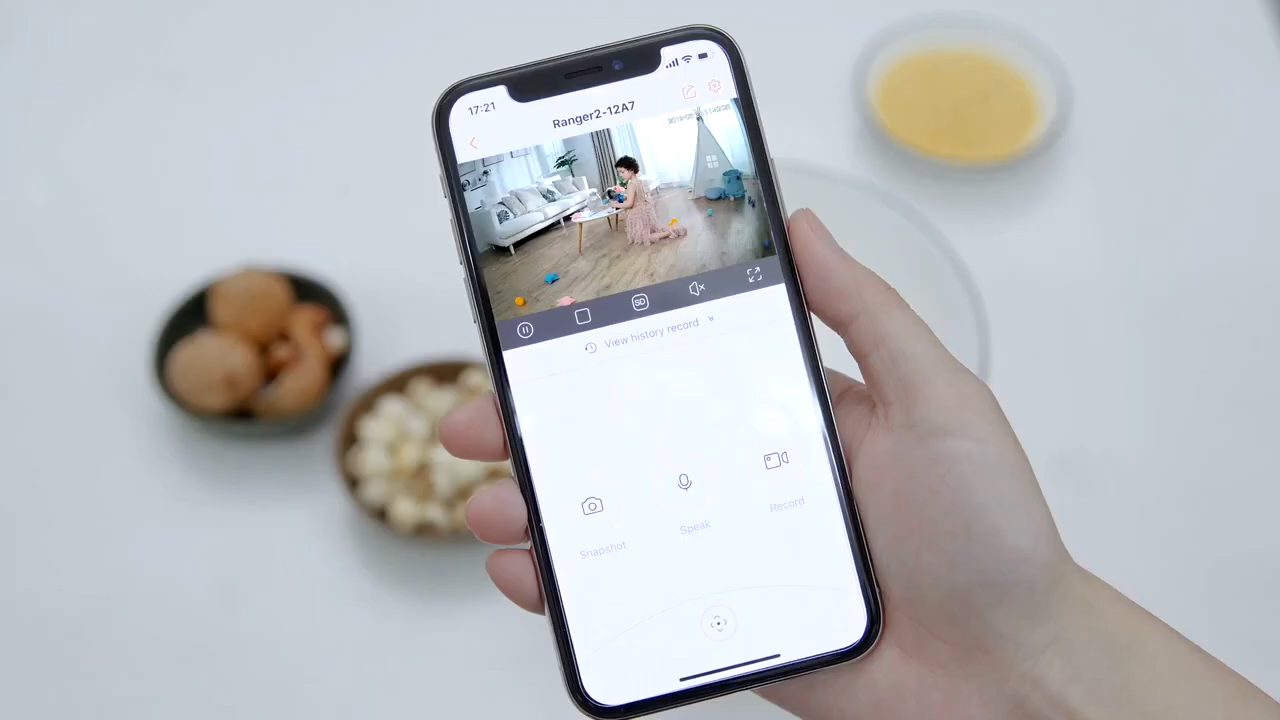 17:21
Ranger2-12A7
SD
View history record
Snapshot
Speak
Record